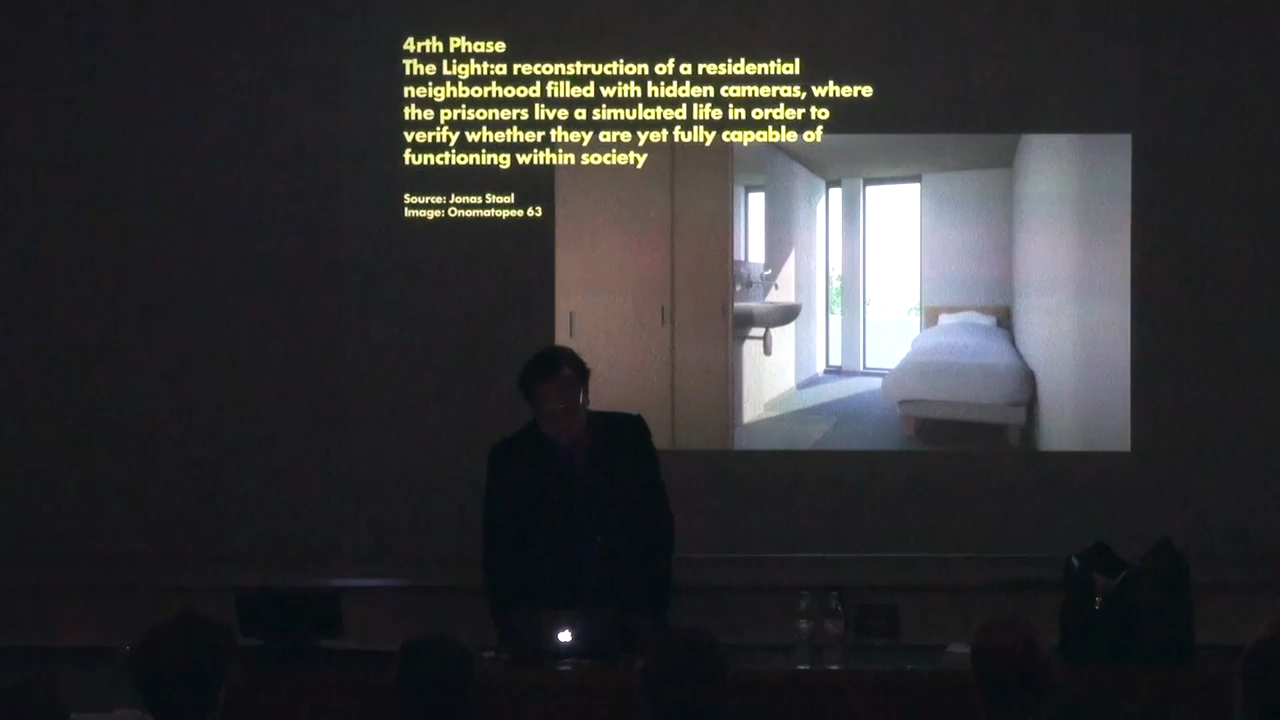 4rth Phase
The Light:a reconstruction of a residential
neighborhood filled with hidden cameras, where
the prisoners live a simulated life in order to
verify whether they are yet fully capable of
functioning within society
Source: Jonas Staal
Image: Onomatopee 63